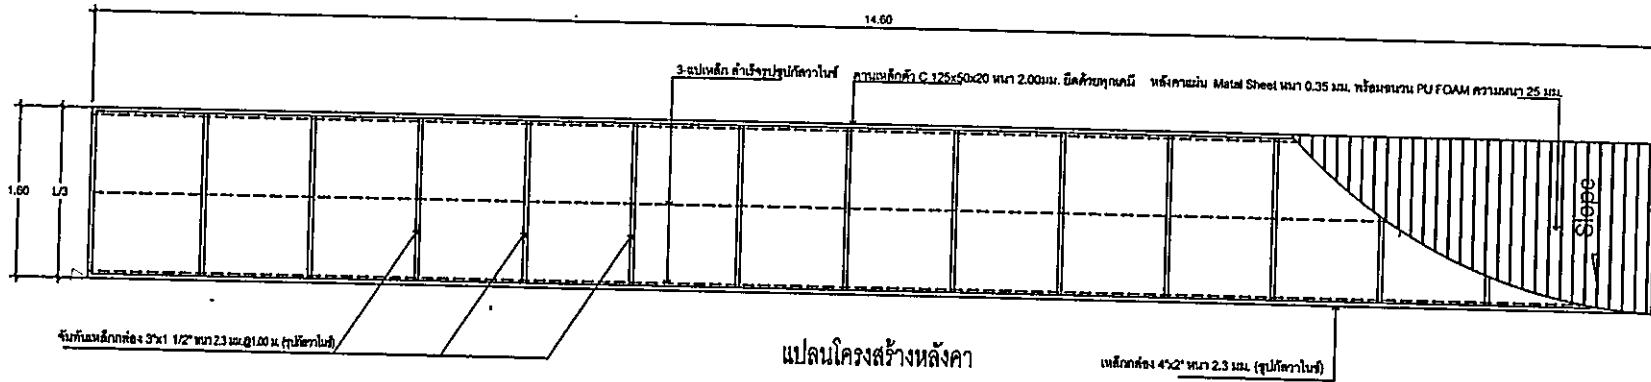 14.60
3-แปเหล็ก สำเร็จรูปชุบกัลวาไนซ์
คานเหล็กตัว C 125x50x20 หนา 2.00มม. ยึดด้วยพุกเคมี
หลังคาแผ่น Matal Sheet หนา 0.35 มม. พร้อมฉนวน PU FOAM ความหนา 25 มม.
1.60
L/3
Slope
จันทันเหล็กกล่อง 3"x1 1/2" หนา 2.3 มม.@1.00 ม. (ชุปกัลวาไนซ์)
แปลนโครงสร้างหลังคา
เหล็กกล่อง 4"x2" หนา 2.3 มม. (ชุปกัลวาไนซ์)